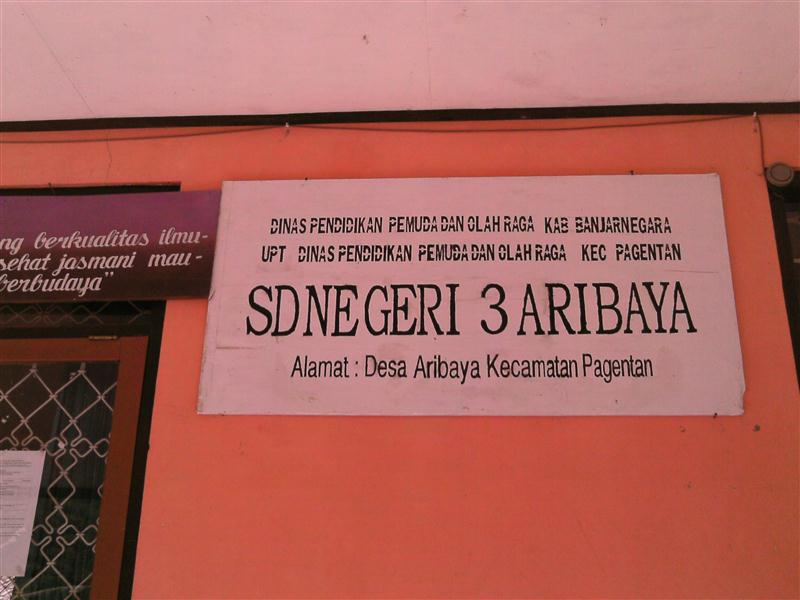 ng berkualitas ilmu-
sehat jasmani mau-
berbudaya"
DINAS PENDIDIKAN PEMUDA DAN OLAH RAGA KAB BANJARNEGARA
UPT DINAS PENDIDIKAN PEMUDA DAN OLAH RAGA KEC PAGENTAN
SD NEGERI 3 ARIBAYA
Alamat : Desa Aribaya Kecamatan Pagentan